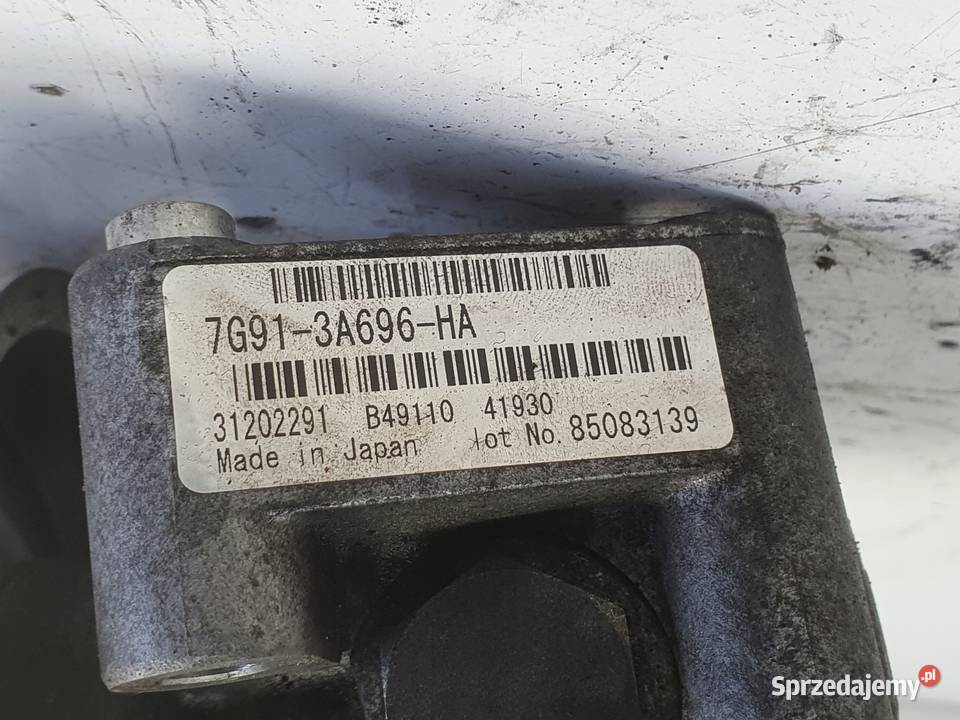 7G91-3A696-HA
31202291 B49110 41930
Made in Japan lot No. 85083139
Sprzedajemy.pl